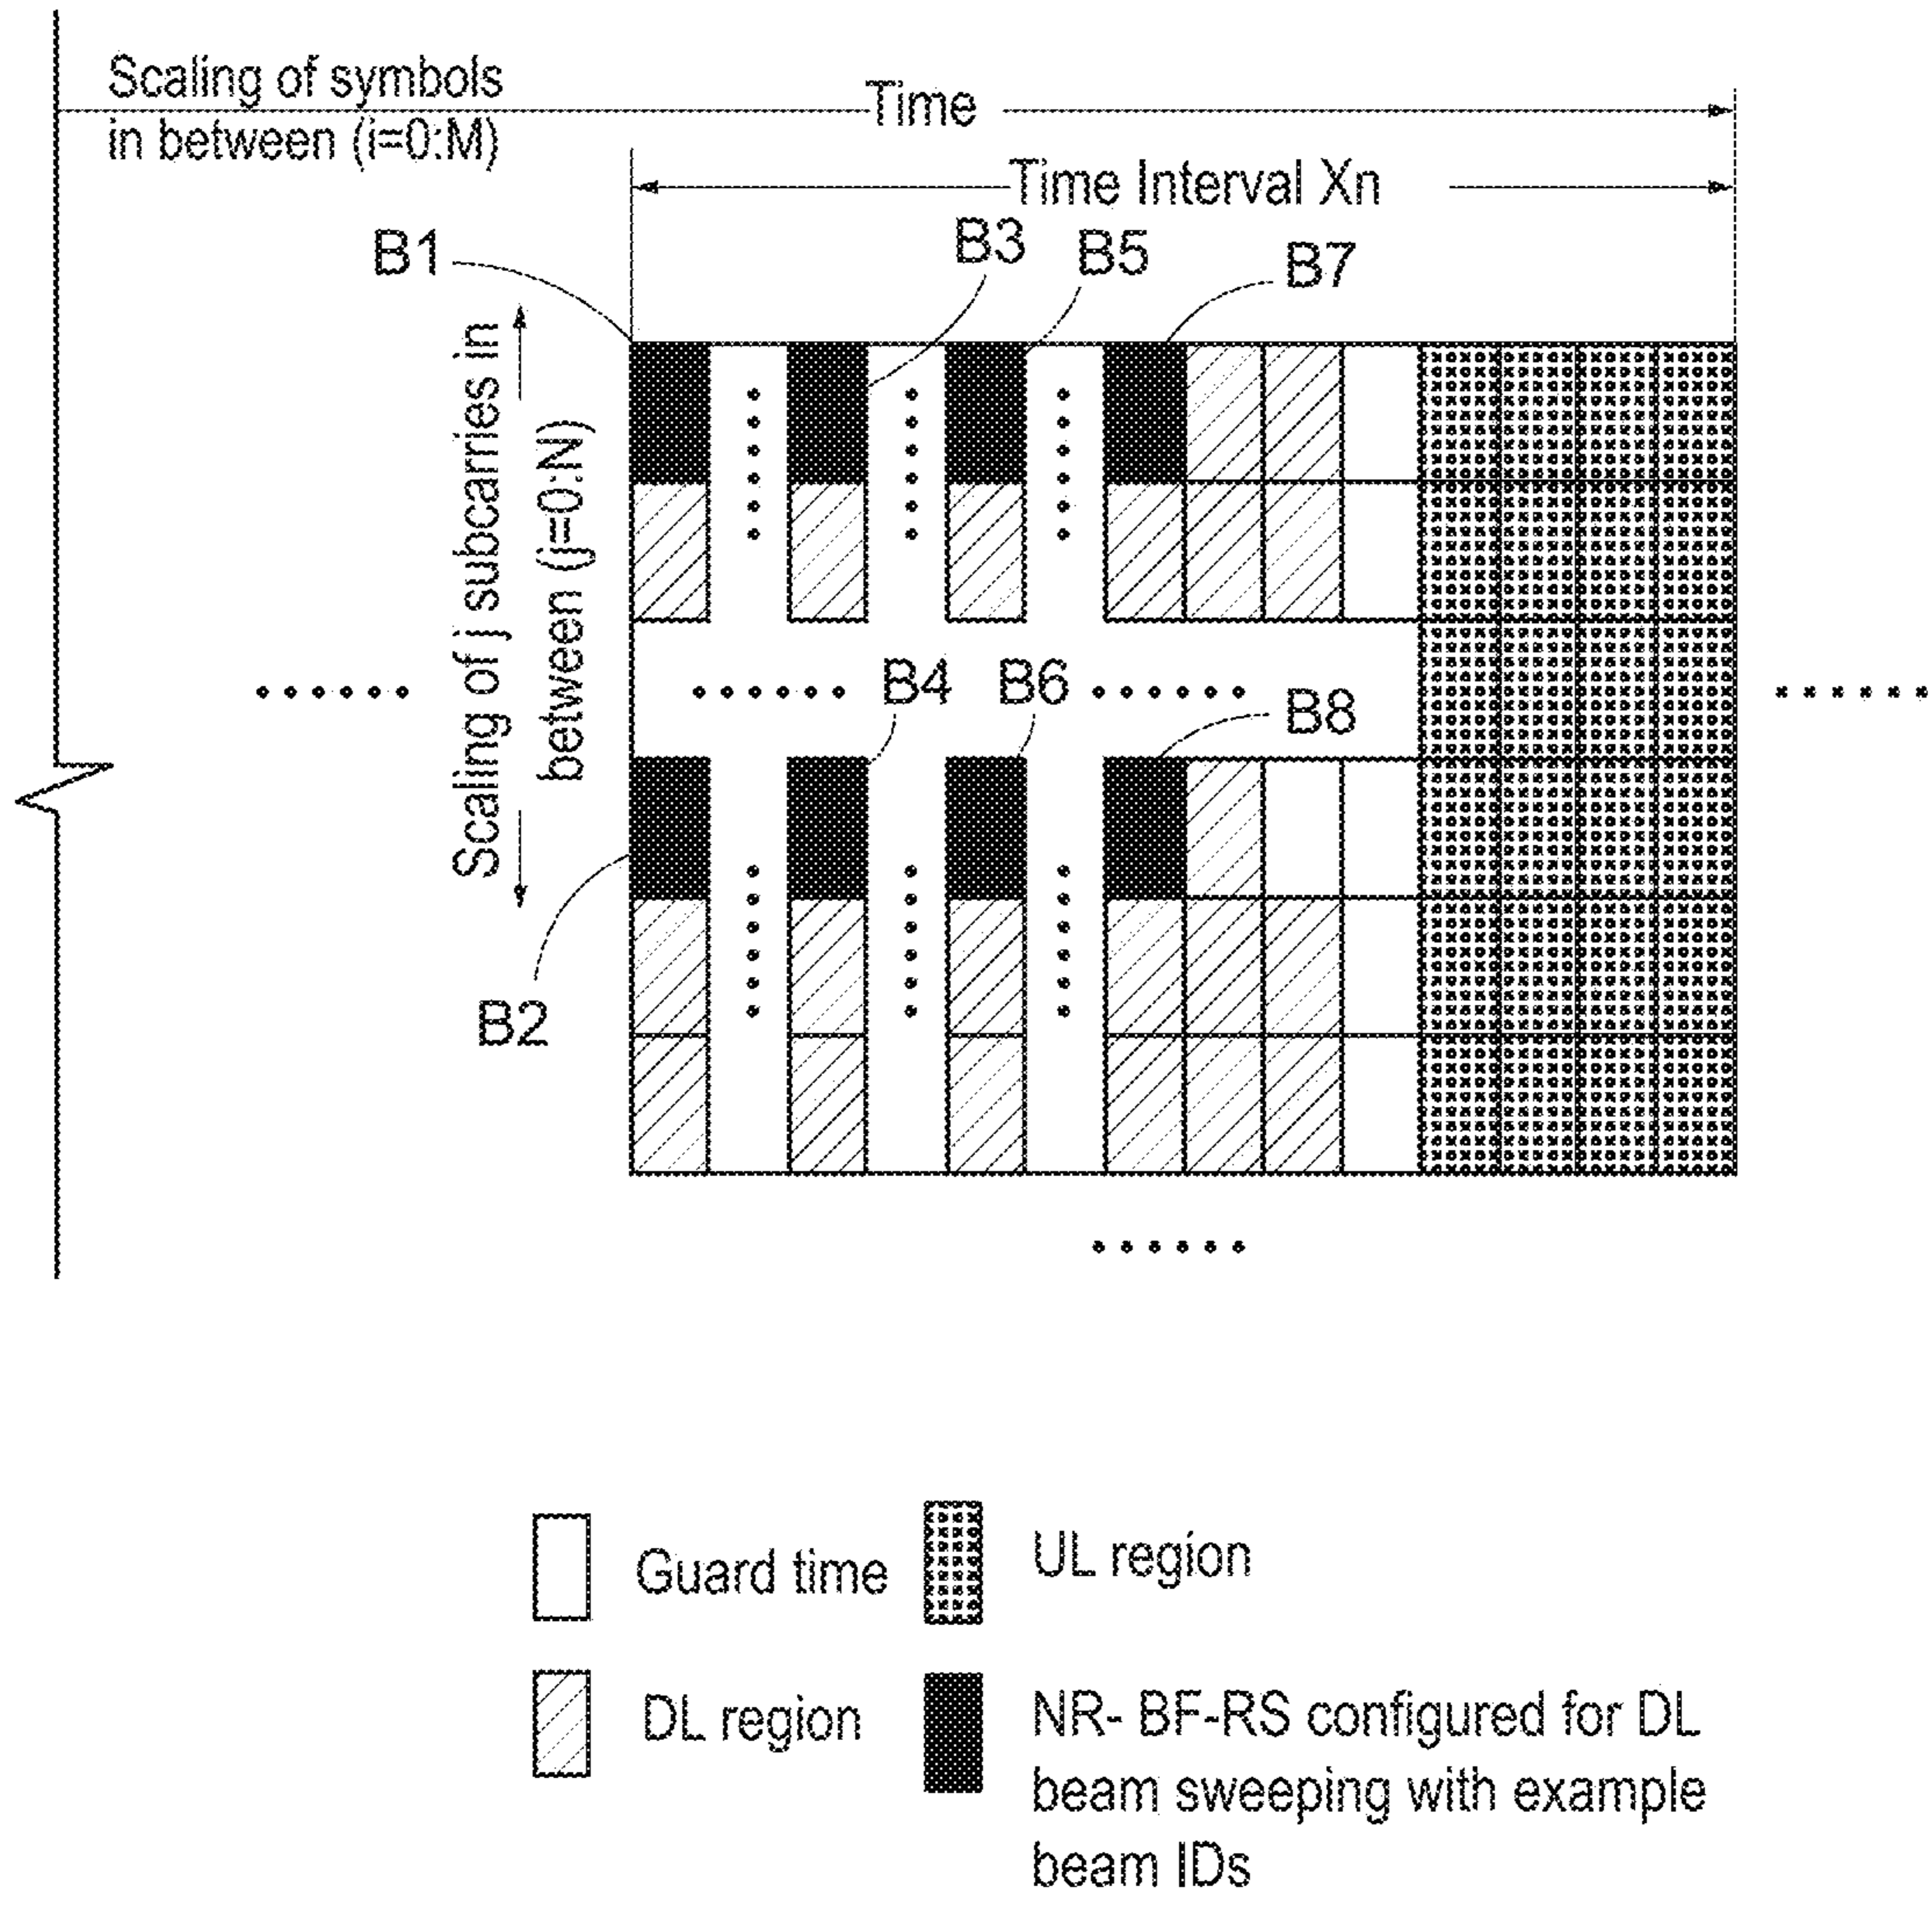 Scaling of symbols
in between (i=0:M)
Time
Time Interval Xn
B1
B3
B5
B7
Scaling of j subcarries in
between (j=0:N)
B4
B6
B8
B2
Guard time
UL region
DL region
NR- BF-RS configured for DL
beam sweeping with example
beam IDs